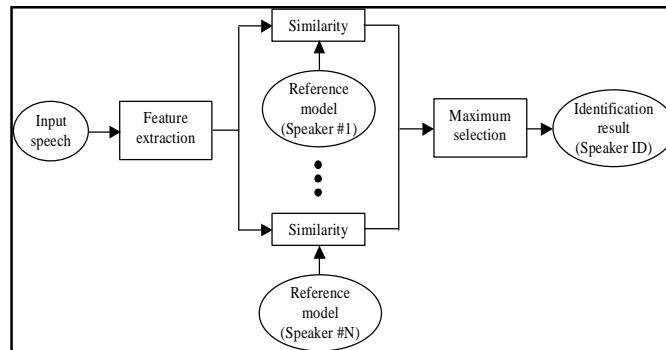 Similarity
Reference
model
(Speaker #1)
Input
speech
Feature
extraction
Maximum
selection
Identification
result
(Speaker ID)
Similarity
Reference
model
(Speaker #N)